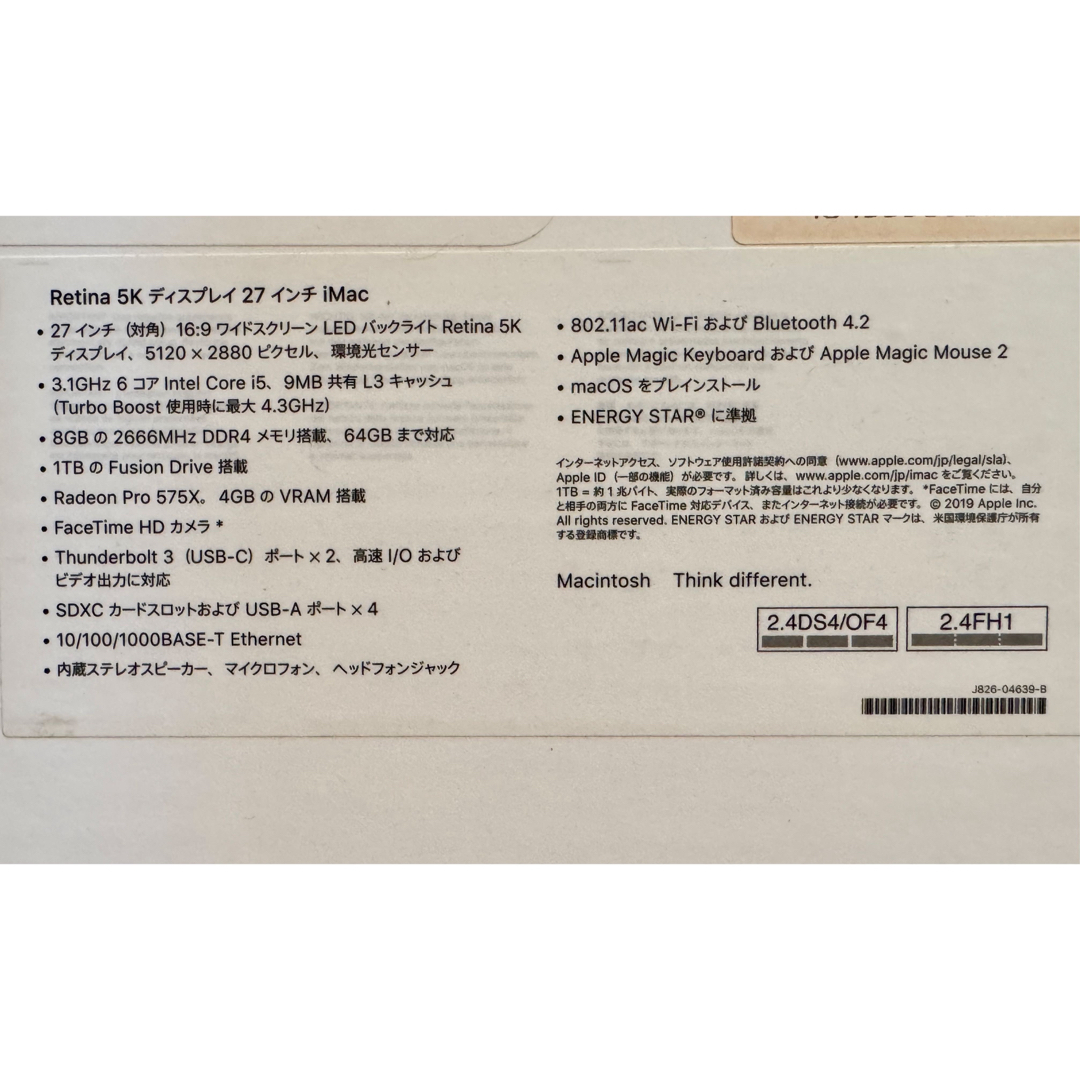 Retina 5K ディスプレイ 27 インチ iMac
• 27 インチ（対角）16:9 ワイドスクリーン LED バックライト Retina 5K
ディスプレイ、5120 × 2880 ピクセル、環境光センサー
• 3.1GHz 6 コア Intel Core i5、9MB 共有 L3 キャッシュ
（Turbo Boost 使用時に最大 4.3GHz）
• 8GB の 2666MHz DDR4 メモリ搭載、64GB まで対応
• 1TB の Fusion Drive 搭載
• Radeon Pro 575X。4GB の VRAM 搭載
• FaceTime HD カメラ *
• Thunderbolt 3（USB-C）ポート × 2、高速 I/O および
ビデオ出力に対応
• SDXC カードスロットおよび USB-A ポート × 4
• 10/100/1000BASE-T Ethernet
• 内蔵ステレオスピーカー、マイクロフォン、ヘッドフォンジャック
• 802.11ac Wi-Fi および Bluetooth 4.2
• Apple Magic Keyboard および Apple Magic Mouse 2
• macOS をプレインストール
• ENERGY STAR® に準拠
インターネットアクセス、ソフトウェア使用許諾契約への同意（www.apple.com/jp/legal/sla）、
Apple ID（一部の機能）が必要です。詳しくは、www.apple.com/jp/imac をご覧ください。
1TB = 約 1 兆バイト、実際のフォーマット済み容量はこれより少なくなります。*FaceTime には、自分
と相手の両方に FaceTime 対応デバイス、またインターネット接続が必要です。© 2019 Apple Inc.
All rights reserved. ENERGY STAR および ENERGY STAR マークは、米国環境保護庁が所有
する登録商標です。
Macintosh Think different.
2.4DS4/OF4 2.4FH1
J826-04639-B